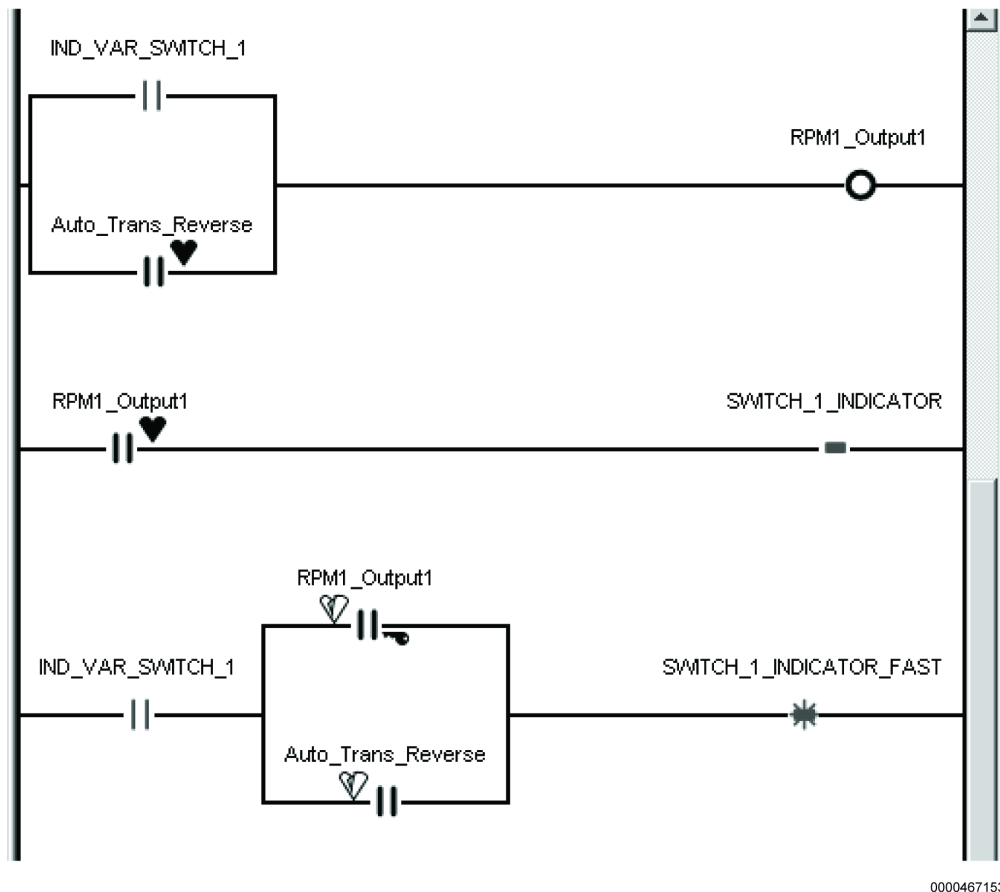 IND_VAR_SWITCH_1
RPM1_Output1
Auto_Trans_Reverse
RPM1_Output1
SWITCH_1_INDICATOR
RPM1_Output1
IND_VAR_SWITCH_1
SWITCH_1_INDICATOR_FAST
Auto_Trans_Reverse